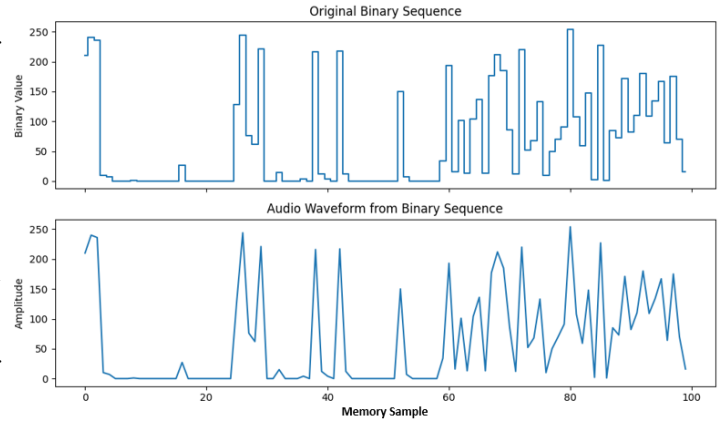 Original Binary Sequence
250
200
150
100
50
0
Binary Value
Audio Waveform from Binary Sequence
250
200
150
100
50
0
Amplitude
0 20 40 60 80 100
Memory Sample